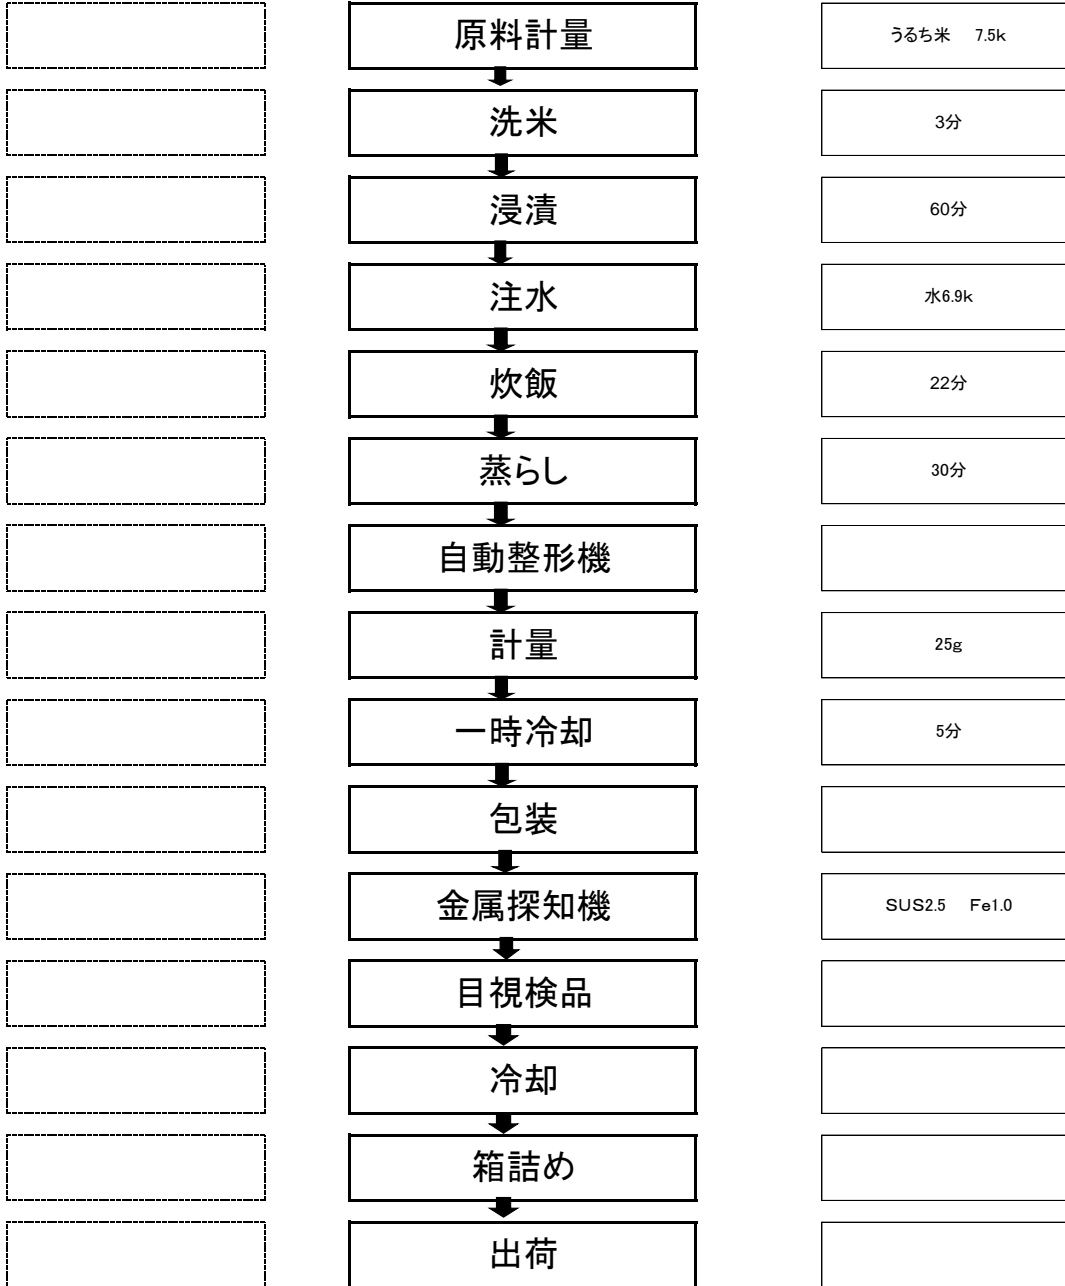 原料計量
うるち米 7.5k
洗米
3分
浸漬
60分
注水
水6.9k
炊飯
22分
蒸らし
30分
自動整形機
計量
25g
一時冷却
5分
包装
金属探知機
SUS2.5 Fe1.0
目視検品
冷却
箱詰め
出荷